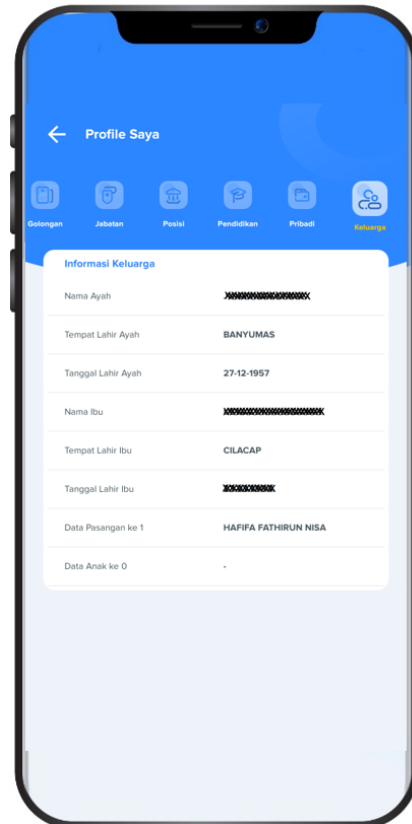 Profile Saya
Golongan Jabatan Posisi Pendidikan Pribadi Keluarga
Informasi Keluarga
Nama Ayah
Tempat Lahir Ayah BANYUMAS
Tanggal Lahir Ayah 27-12-1957
Nama Ibu
Tempat Lahir Ibu CILACAP
Tanggal Lahir Ibu
Data Pasangan ke 1 HAFIFA FATHIRUN NISA
Data Anak ke 0 -